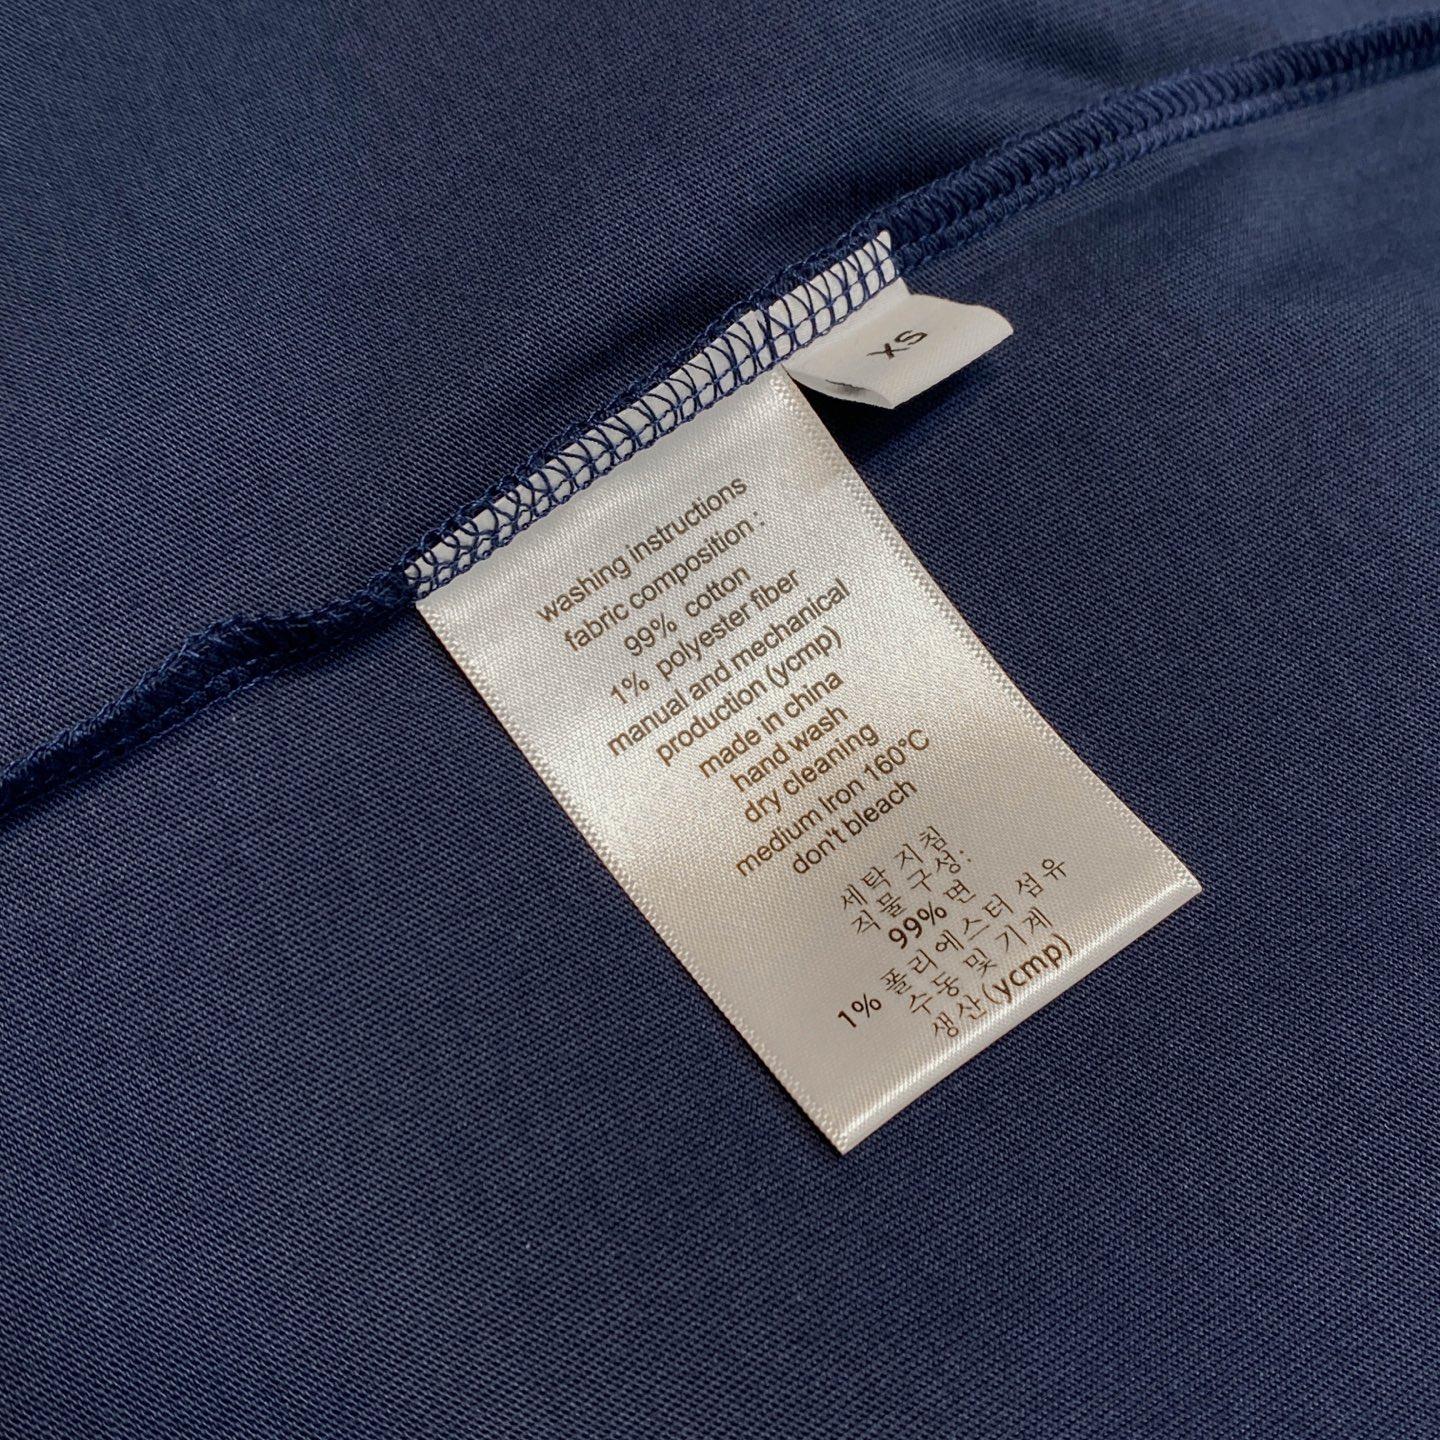 XS
washing instructions
fabric composition :
99% cotton
1% polyester fiber
manual and mechanical
production (ycmp)
made in china
hand wash
dry cleaning
medium Iron 160°C
don't bleach
세탁 지침
직물 구성:
99% 면
1% 폴리에스터 섬유
수동 및 기계
생산(ycmp)